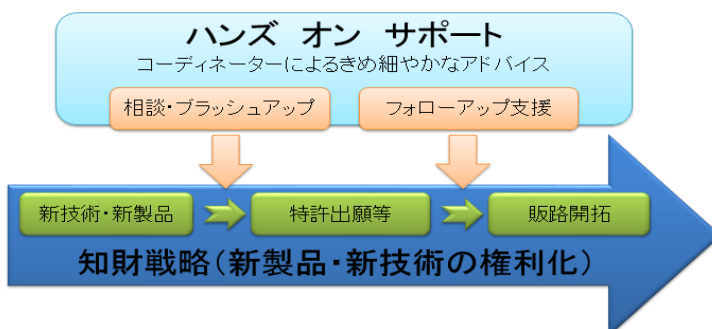 ハンズ オン サポート
コーディネーターによるきめ細やかなアドバイス
相談・ブラッシュアップ
フォローアップ支援
新技術・新製品
特許出願等
販路開拓
知財戦略（新製品・新技術の権利化）